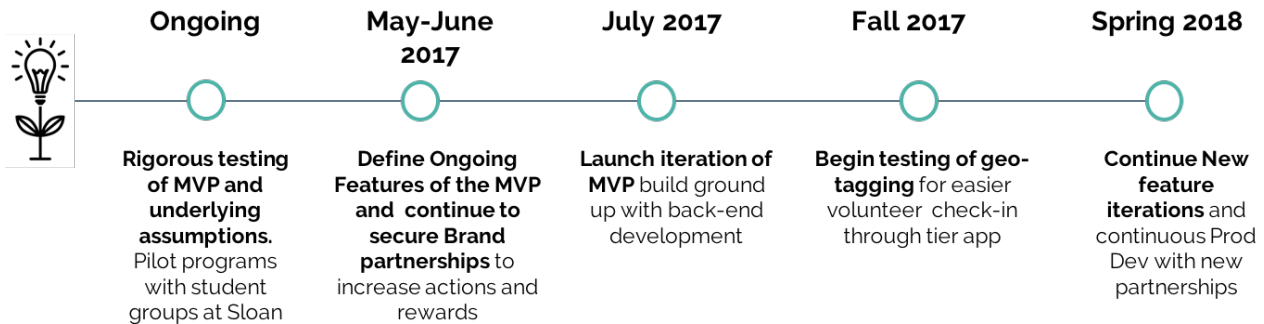 Ongoing
Rigorous testing
of MVP and
underlying
assumptions.
Pilot programs
with student
groups at Sloan
May-June
2017
Define Ongoing
Features of the MVP
and continue to
secure Brand
partnerships to
increase actions and
rewards
July 2017
Launch iteration of
MVP build ground
up with back-end
development
Fall 2017
Begin testing of geo-
tagging for easier
volunteer check-in
through tier app
Spring 2018
Continue New
feature
iterations and
continuous Prod
Dev with new
partnerships